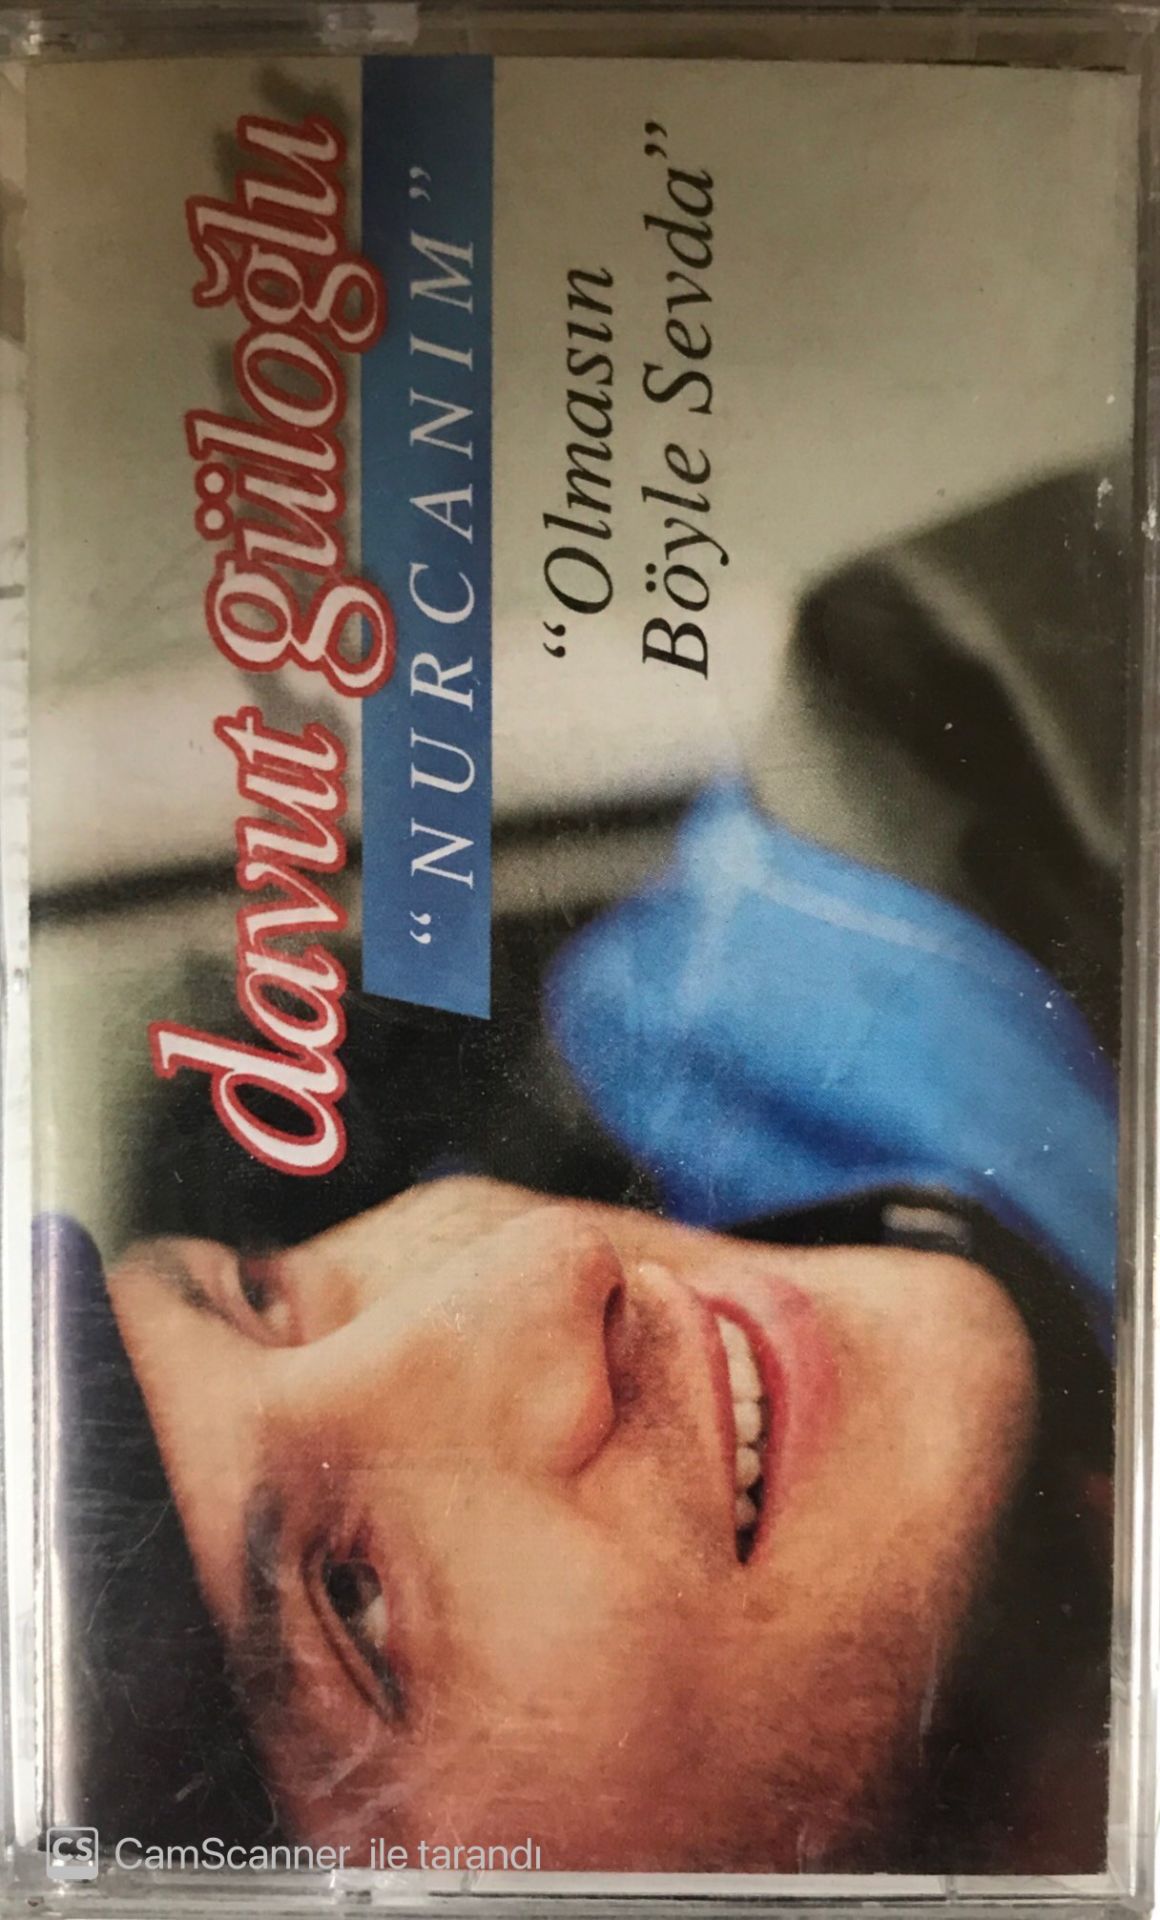 davut güloğlu
“NURCANIM”
“Olmasın
Böyle Sevda”
CS CamScanner ile tarandı